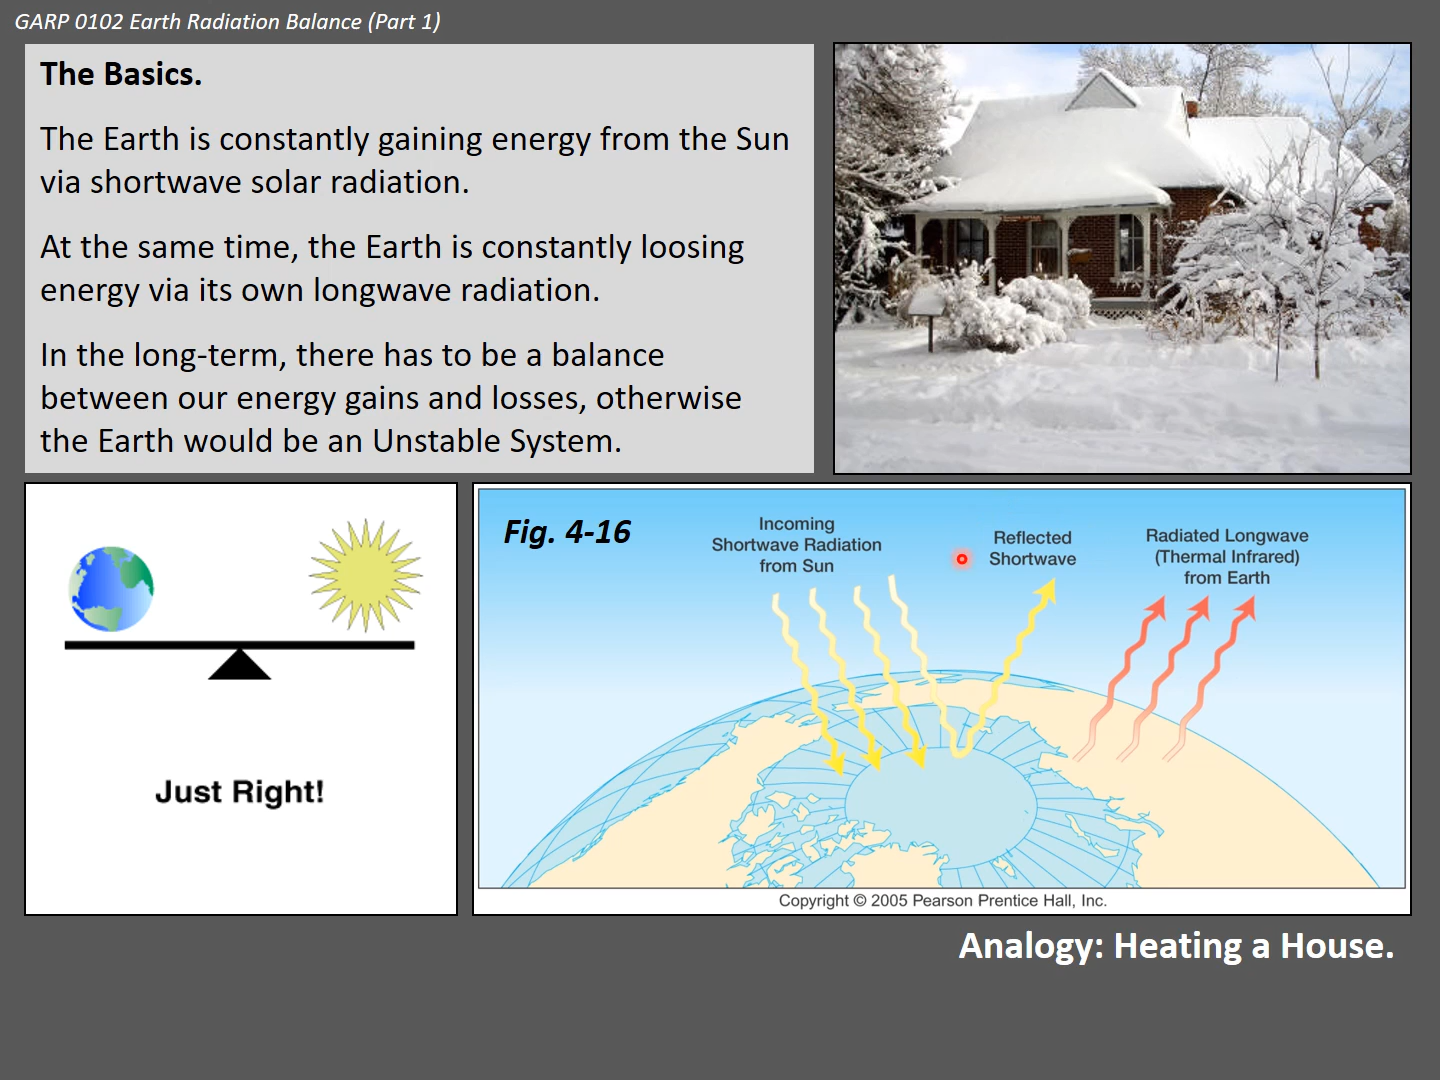 GARP 0102 Earth Radiation Balance (Part 1)
The Basics.
The Earth is constantly gaining energy from the Sun
via shortwave solar radiation.
At the same time, the Earth is constantly loosing
energy via its own longwave radiation.
In the long-term, there has to be a balance
between our energy gains and losses, otherwise
the Earth would be an Unstable System.
Just Right!
Fig. 4-16
Incoming
Shortwave Radiation
from Sun
Reflected
Shortwave
Radiated Longwave
(Thermal Infrared)
from Earth
Copyright © 2005 Pearson Prentice Hall, Inc.
Analogy: Heating a House.